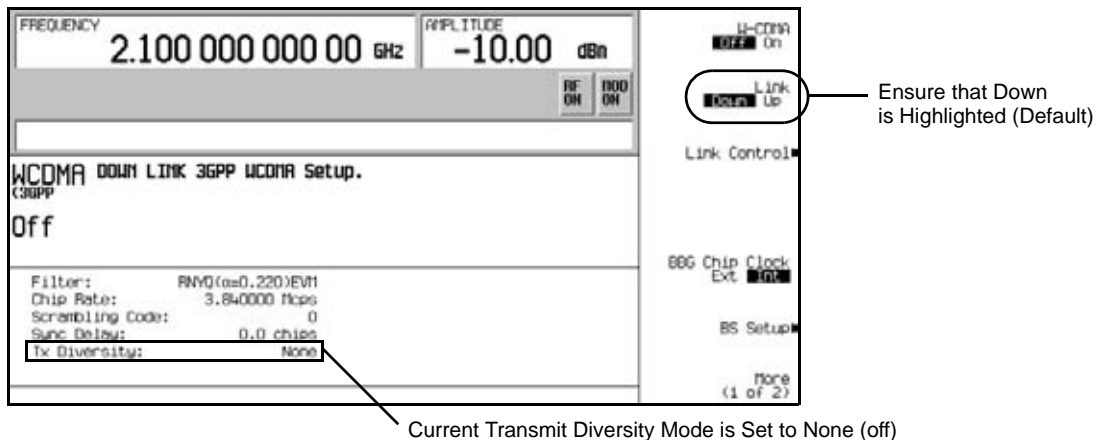 FREQUENCY
2.100 000 000 00 GHz
AMPLITUDE
-10.00 dBm
RF ON
MOD ON
WCDMA DOWN LINK 3GPP WCDMA Setup.
(3GPP
Off
Filter: RNYQ(α=0.220)EVM
Chip Rate: 3.840000 Mcps
Scrambling Code: 0
Sync Delay: 0.0 chips
Tx Diversity: None
W-CDMA
Off On
Link
Down Up
Link Control
BBG Chip Clock
Ext Int
BS Setup
More
(1 of 2)
Ensure that Down
is Highlighted (Default)
Current Transmit Diversity Mode is Set to None (off)